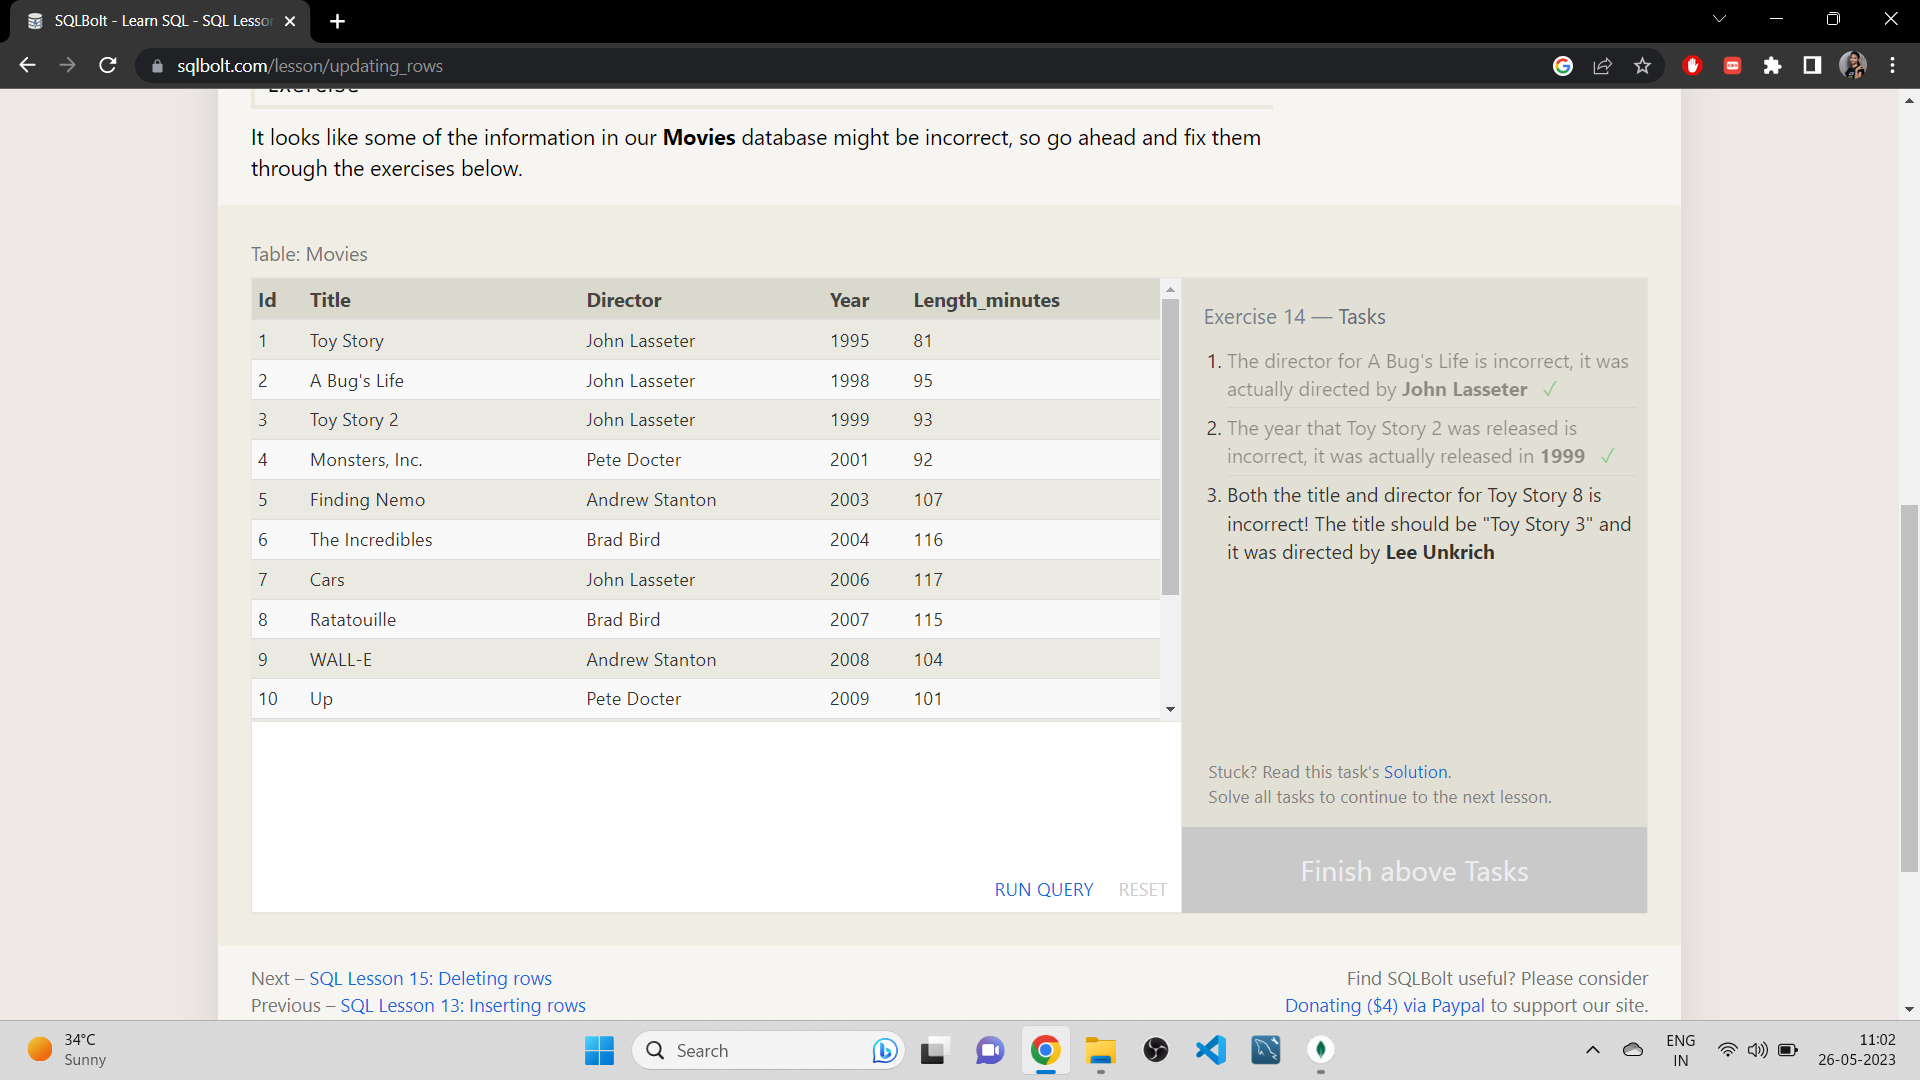 SQLBolt - Learn SQL - SQL Lesso
sqlbolt.com/lesson/updating_rows
Exercise
It looks like some of the information in our Movies database might be incorrect, so go ahead and fix them
through the exercises below.
Table: Movies
Id Title Director Year Length_minutes
1 Toy Story John Lasseter 1995 81
2 A Bug's Life John Lasseter 1998 95
3 Toy Story 2 John Lasseter 1999 93
4 Monsters, Inc. Pete Docter 2001 92
5 Finding Nemo Andrew Stanton 2003 107
6 The Incredibles Brad Bird 2004 116
7 Cars John Lasseter 2006 117
8 Ratatouille Brad Bird 2007 115
9 WALL-E Andrew Stanton 2008 104
10 Up Pete Docter 2009 101
RUN QUERY RESET
Exercise 14 — Tasks
1. The director for A Bug's Life is incorrect, it was
actually directed by John Lasseter ✓
2. The year that Toy Story 2 was released is
incorrect, it was actually released in 1999 ✓
3. Both the title and director for Toy Story 8 is
incorrect! The title should be "Toy Story 3" and
it was directed by Lee Unkrich
Stuck? Read this task's Solution.
Solve all tasks to continue to the next lesson.
Finish above Tasks
Next – SQL Lesson 15: Deleting rows
Previous – SQL Lesson 13: Inserting rows
Find SQLBolt useful? Please consider
Donating ($4) via Paypal to support our site.
34°C
Sunny
Search
ENG
IN
11:02
26-05-2023